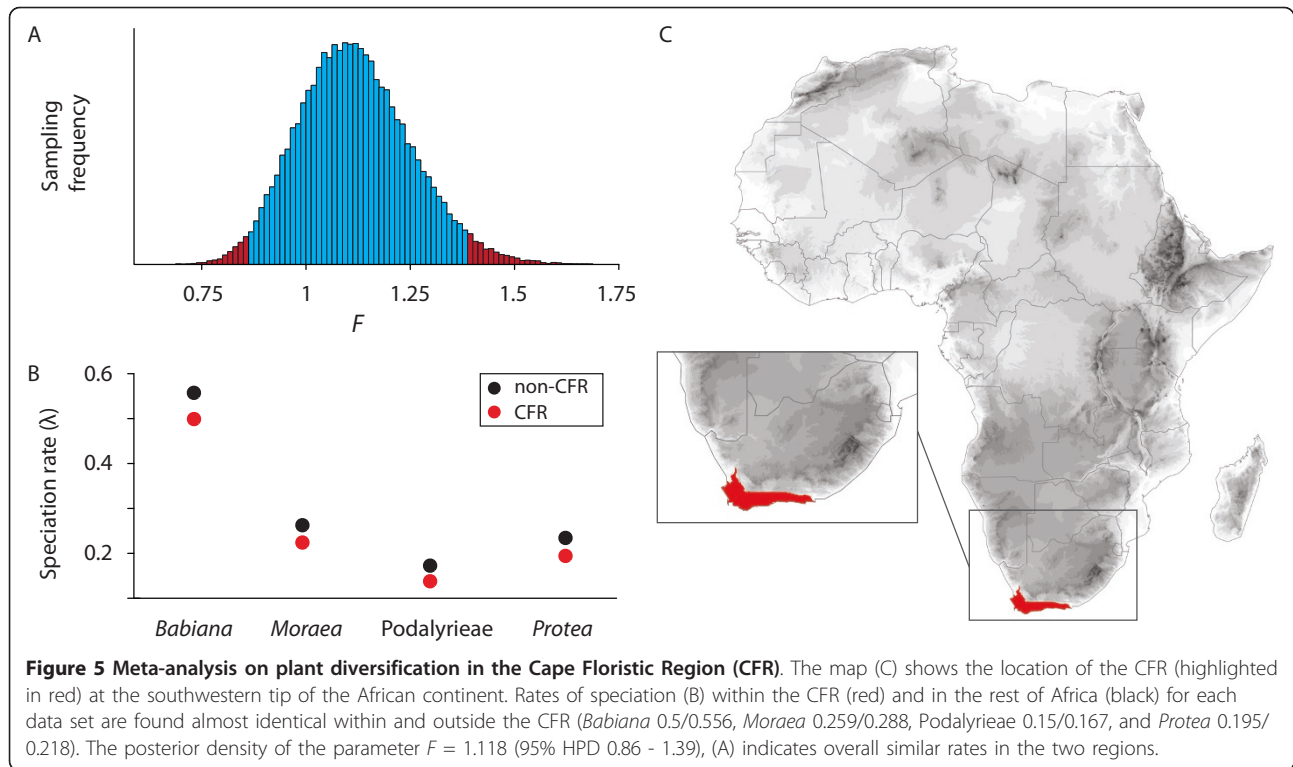 A
Sampling
frequency
0.75 1 1.25 1.5 1.75
F
B
Speciation rate (λ)
0.6
0.4
0.2
non-CFR
CFR
Babiana Moraea Podalyrieae Protea
C
Figure 5 Meta-analysis on plant diversification in the Cape Floristic Region (CFR). The map (C) shows the location of the CFR (highlighted
in red) at the southwestern tip of the African continent. Rates of speciation (B) within the CFR (red) and in the rest of Africa (black) for each
data set are found almost identical within and outside the CFR (Babiana 0.5/0.556, Moraea 0.259/0.288, Podalyrieae 0.15/0.167, and Protea 0.195/
0.218). The posterior density of the parameter F = 1.118 (95% HPD 0.86 - 1.39), (A) indicates overall similar rates in the two regions.